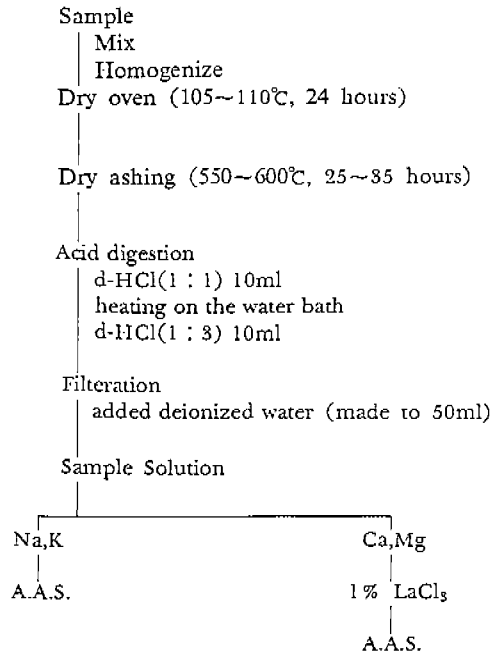 Sample
Mix
Homogenize
Dry oven (105~110℃, 24 hours)
Dry ashing (550~600℃, 25~35 hours)
Acid digestion
d-HCl(1 : 1) 10ml
heating on the water bath
d-HCl(1 : 3) 10ml
Filteration
added deionized water (made to 50ml)
Sample Solution
Na,K Ca,Mg
A.A.S. 1% LaCl₃
A.A.S.